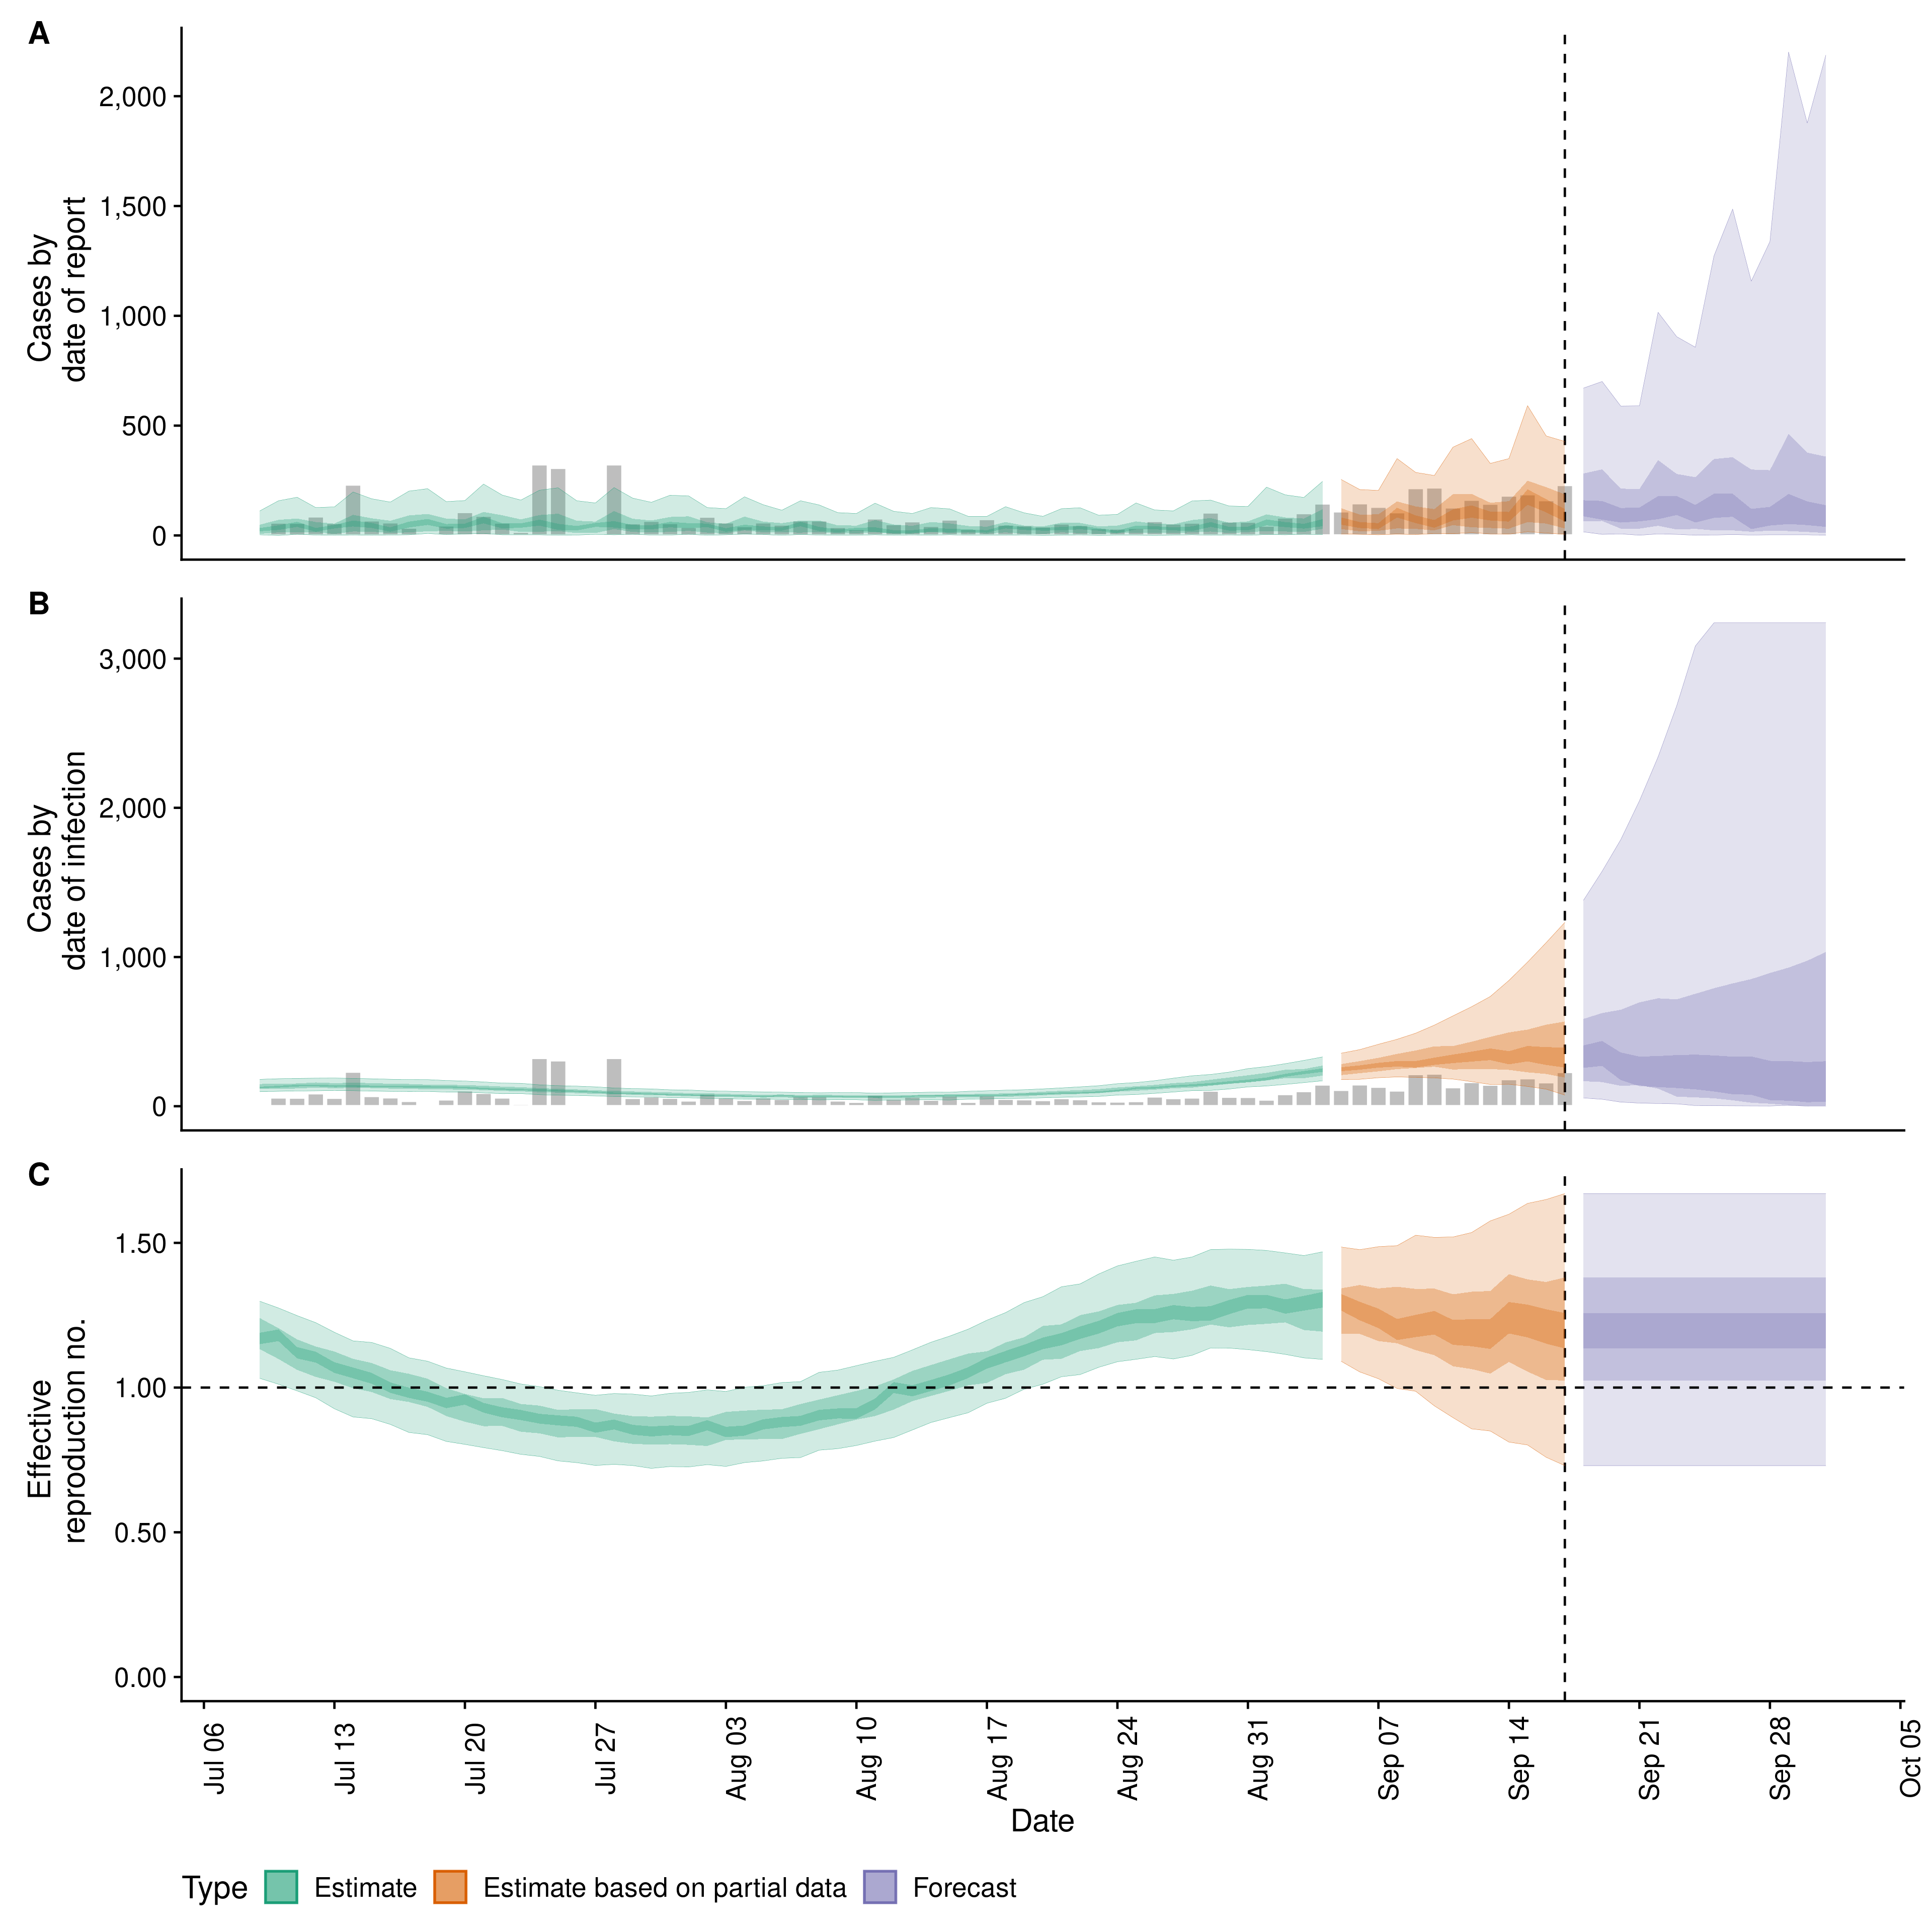 A
Cases by
date of report
2,000
1,500
1,000
500
0
B
Cases by
date of infection
3,000
2,000
1,000
0
C
Effective
reproduction no.
1.50
1.00
0.50
0.00
Jul 06
Jul 13
Jul 20
Jul 27
Aug 03
Aug 10
Aug 17
Aug 24
Aug 31
Sep 07
Sep 14
Sep 21
Sep 28
Oct 05
Date
Type Estimate Estimate based on partial data Forecast